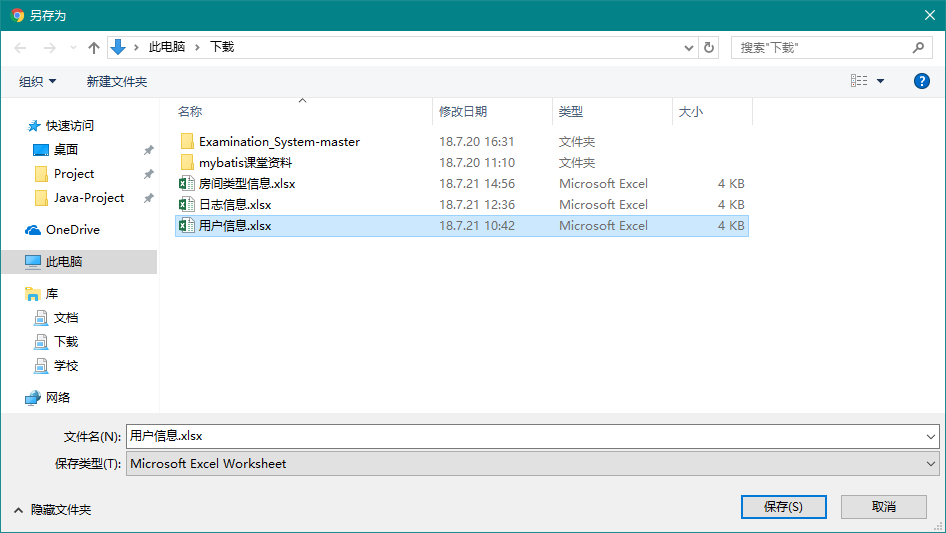 另存为
此电脑 › 下载
搜索"下载"
组织
新建文件夹
名称 修改日期 类型 大小
Examination_System-master 18.7.20 16:31 文件夹
mybatis课堂资料 18.7.20 11:10 文件夹
房间类型信息.xlsx 18.7.21 14:56 Microsoft Excel 4 KB
日志信息.xlsx 18.7.21 12:36 Microsoft Excel 4 KB
用户信息.xlsx 18.7.21 10:42 Microsoft Excel 4 KB
快速访问
桌面
Project
Java-Project
OneDrive
此电脑
库
文档
下载
学校
网络
文件名(N): 用户信息.xlsx
保存类型(T): Microsoft Excel Worksheet
隐藏文件夹
保存(S)
取消